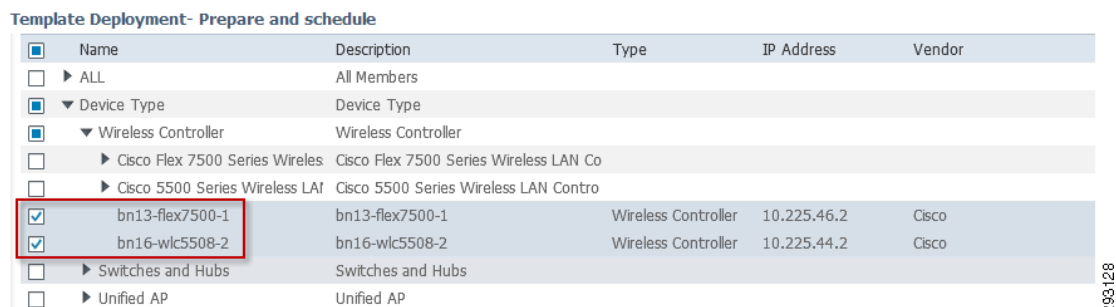 Template Deployment- Prepare and schedule
Name Description Type IP Address Vendor
ALL All Members
Device Type Device Type
Wireless Controller Wireless Controller
Cisco Flex 7500 Series Wireles Cisco Flex 7500 Series Wireless LAN Co
Cisco 5500 Series Wireless LAN Cisco 5500 Series Wireless LAN Contro
bn13-flex7500-1 bn13-flex7500-1 Wireless Controller 10.225.46.2 Cisco
bn16-wlc5508-2 bn16-wlc5508-2 Wireless Controller 10.225.44.2 Cisco
Switches and Hubs Switches and Hubs
Unified AP Unified AP